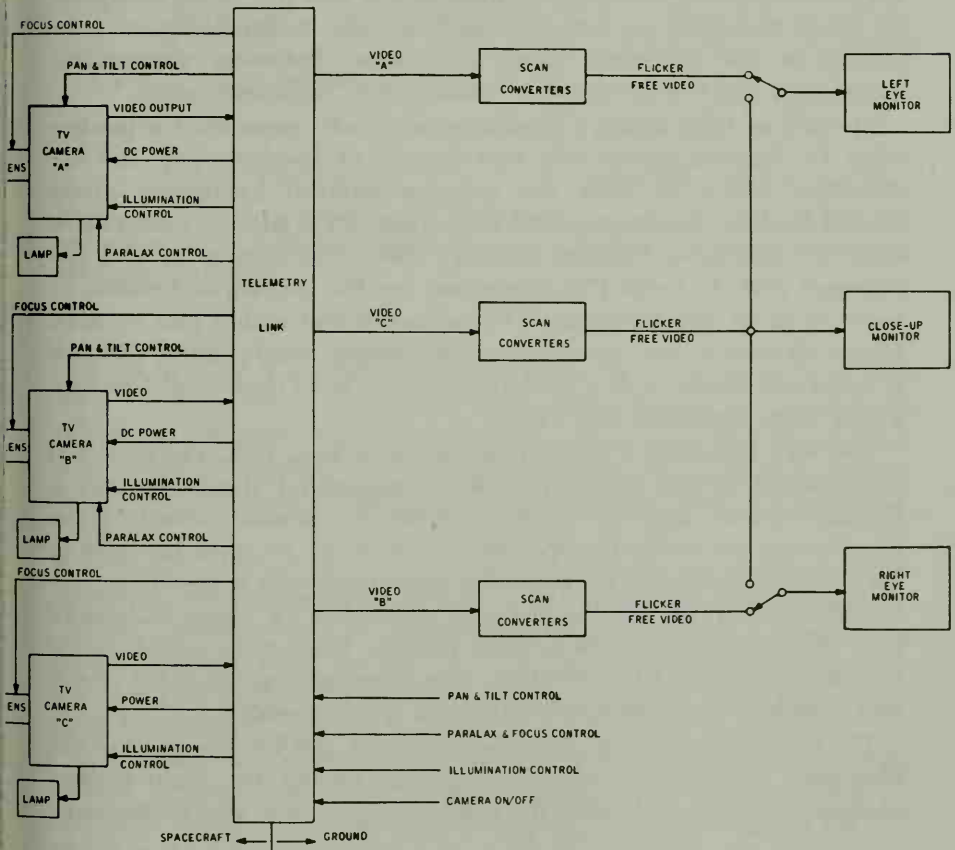 FOCUS CONTROL
PAN & TILT CONTROL
VIDEO OUTPUT
TV
CAMERA
"A"
ENS
DC POWER
ILLUMINATION
CONTROL
LAMP
PARALAX CONTROL
FOCUS CONTROL
PAN & TILT CONTROL
VIDEO
TV
CAMERA
"B"
ENS
DC POWER
ILLUMINATION
CONTROL
LAMP
PARALAX CONTROL
FOCUS CONTROL
VIDEO
TV
CAMERA
"C"
ENS
POWER
ILLUMINATION
CONTROL
LAMP
TELEMETRY
LINK
SPACECRAFT
GROUND
VIDEO
"A"
SCAN
CONVERTERS
FLICKER
FREE VIDEO
LEFT
EYE
MONITOR
VIDEO
"C"
SCAN
CONVERTERS
FLICKER
FREE VIDEO
CLOSE-UP
MONITOR
VIDEO
"B"
SCAN
CONVERTERS
FLICKER
FREE VIDEO
RIGHT
EYE
MONITOR
PAN & TILT CONTROL
PARALAX & FOCUS CONTROL
ILLUMINATION CONTROL
CAMERA ON/OFF